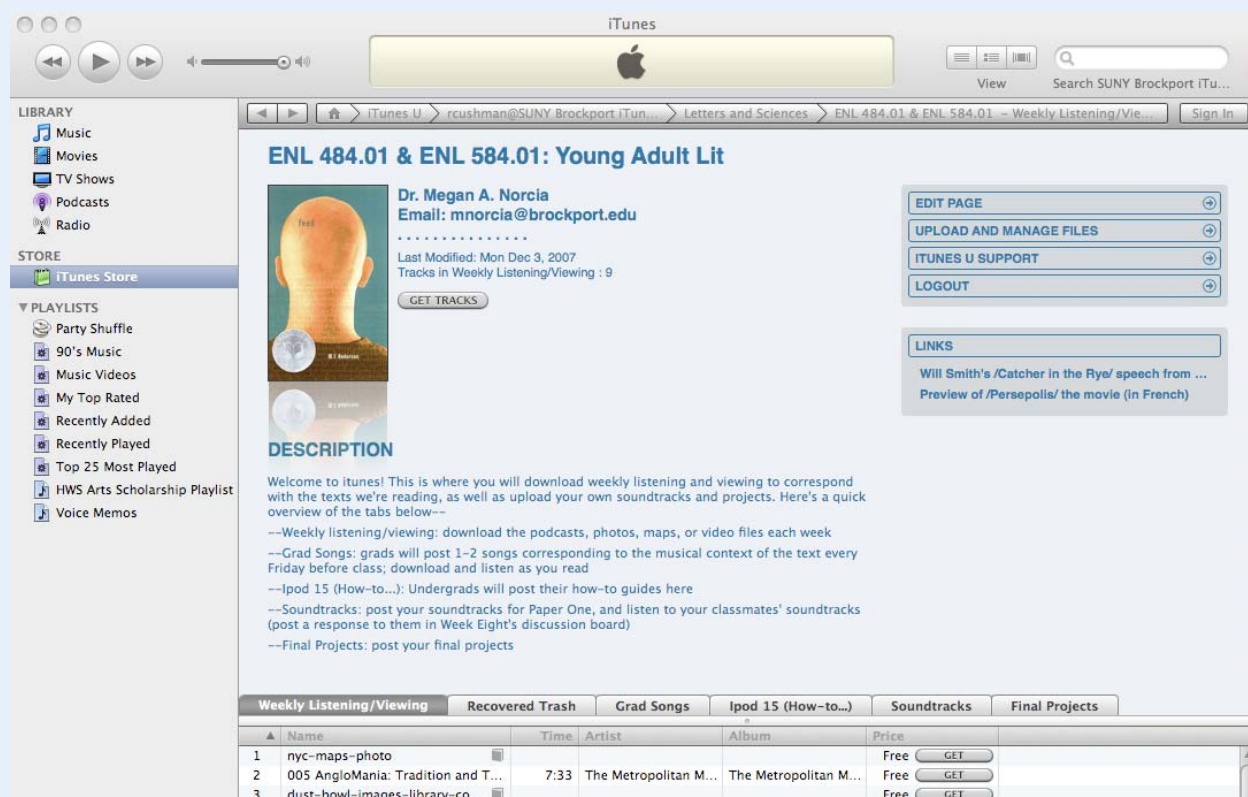 iTunes
View
Search SUNY Brockport iTu...
LIBRARY
Music
Movies
TV Shows
Podcasts
Radio
STORE
iTunes Store
PLAYLISTS
Party Shuffle
90's Music
Music Videos
My Top Rated
Recently Added
Recently Played
Top 25 Most Played
HWS Arts Scholarship Playlist
Voice Memos
iTunes U
rcushman@SUNY Brockport iTun...
Letters and Sciences
ENL 484.01 & ENL 584.01 – Weekly Listening/Vie...
Sign In
ENL 484.01 & ENL 584.01: Young Adult Lit
feed
M.T. Anderson
Dr. Megan A. Norcia
Email: mnorcia@brockport.edu
...............
Last Modified: Mon Dec 3, 2007
Tracks in Weekly Listening/Viewing : 9
GET TRACKS
EDIT PAGE
UPLOAD AND MANAGE FILES
ITUNES U SUPPORT
LOGOUT
LINKS
Will Smith's /Catcher in the Rye/ speech from ...
Preview of /Persepolis/ the movie (in French)
DESCRIPTION
Welcome to itunes! This is where you will download weekly listening and viewing to correspond
with the texts we're reading, as well as upload your own soundtracks and projects. Here's a quick
overview of the tabs below--
--Weekly listening/viewing: download the podcasts, photos, maps, or video files each week
--Grad Songs: grads will post 1-2 songs corresponding to the musical context of the text every
Friday before class; download and listen as you read
--Ipod 15 (How-to...): Undergrads will post their how-to guides here
--Soundtracks: post your soundtracks for Paper One, and listen to your classmates' soundtracks
(post a response to them in Week Eight's discussion board)
--Final Projects: post your final projects
Weekly Listening/Viewing
Recovered Trash
Grad Songs
Ipod 15 (How-to...)
Soundtracks
Final Projects
Name Time Artist Album Price
1 nyc-maps-photo Free GET
2 005 AngloMania: Tradition and T... 7:33 The Metropolitan M... The Metropolitan M... Free GET
3 dust-bowl-images-library-co... Free GET